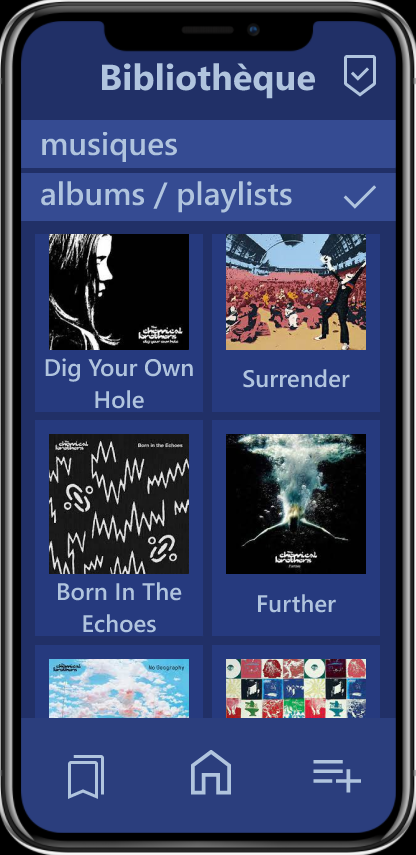 Bibliothèque
musiques
albums / playlists
the chemical brothers
dig your own hole
Dig Your Own
Hole
Surrender
the chemical brothers
Born in the Echoes
Born In The
Echoes
the chemical brothers
Further
the chemical brothers
No Geography